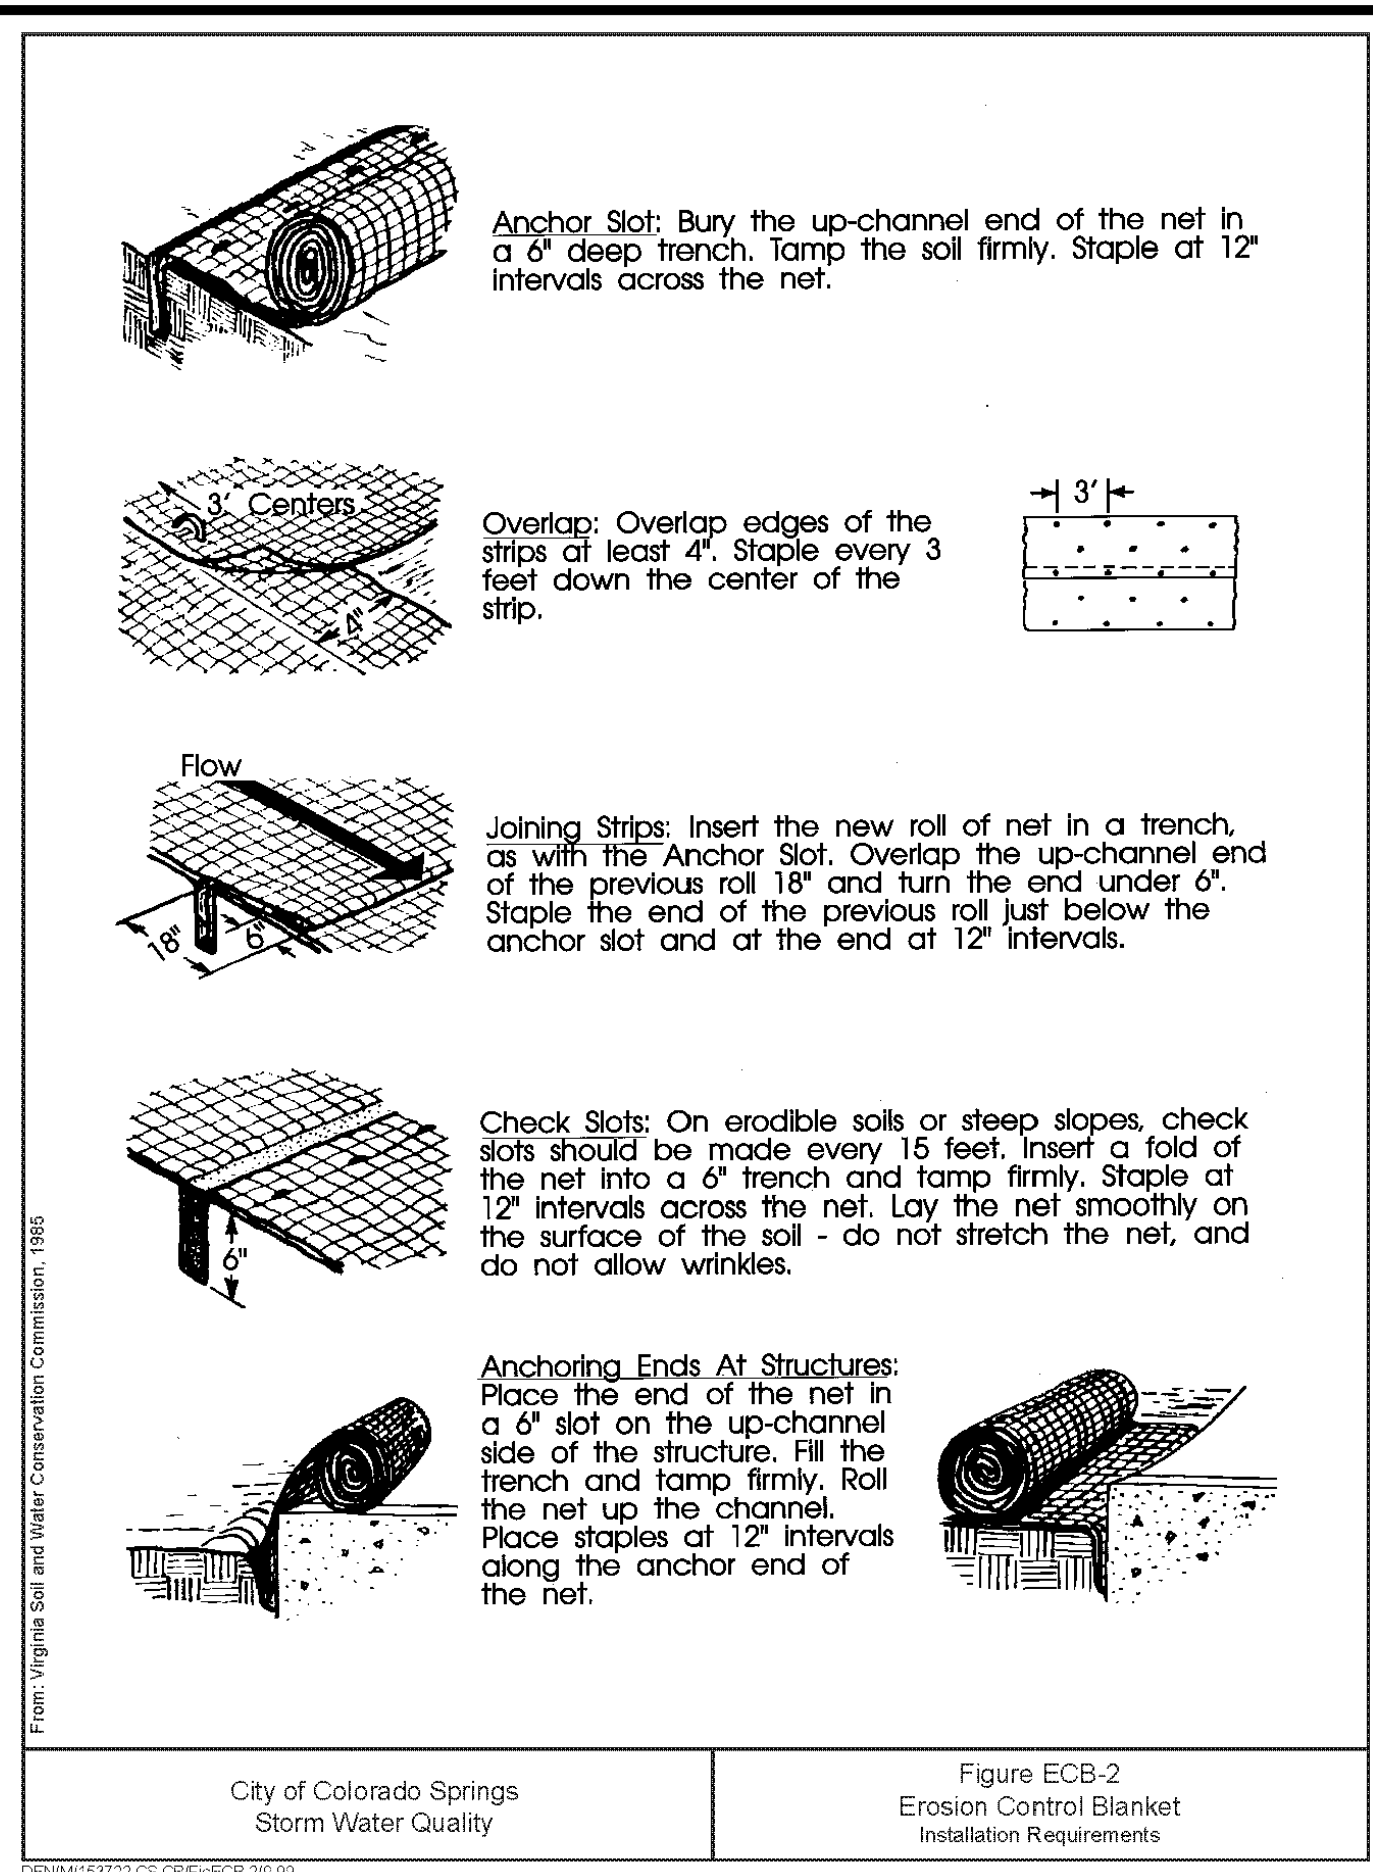 Anchor Slot: Bury the up-channel end of the net in
a 6" deep trench. Tamp the soil firmly. Staple at 12"
intervals across the net.
3' Centers
4"
Overlap: Overlap edges of the
strips at least 4". Staple every 3
feet down the center of the
strip.
3'
Flow
18"
6"
Joining Strips: Insert the new roll of net in a trench,
as with the Anchor Slot. Overlap the up-channel end
of the previous roll 18" and turn the end under 6".
Staple the end of the previous roll just below the
anchor slot and at the end at 12" intervals.
6"
Check Slots: On erodible soils or steep slopes, check
slots should be made every 15 feet. Insert a fold of
the net into a 6" trench and tamp firmly. Staple at
12" intervals across the net. Lay the net smoothly on
the surface of the soil - do not stretch the net, and
do not allow wrinkles.
Anchoring Ends At Structures:
Place the end of the net in
a 6" slot on the up-channel
side of the structure. Fill the
trench and tamp firmly. Roll
the net up the channel.
Place staples at 12" intervals
along the anchor end of
the net.
From: Virginia Soil and Water Conservation Commission, 1985
City of Colorado Springs
Storm Water Quality
Figure ECB-2
Erosion Control Blanket
Installation Requirements